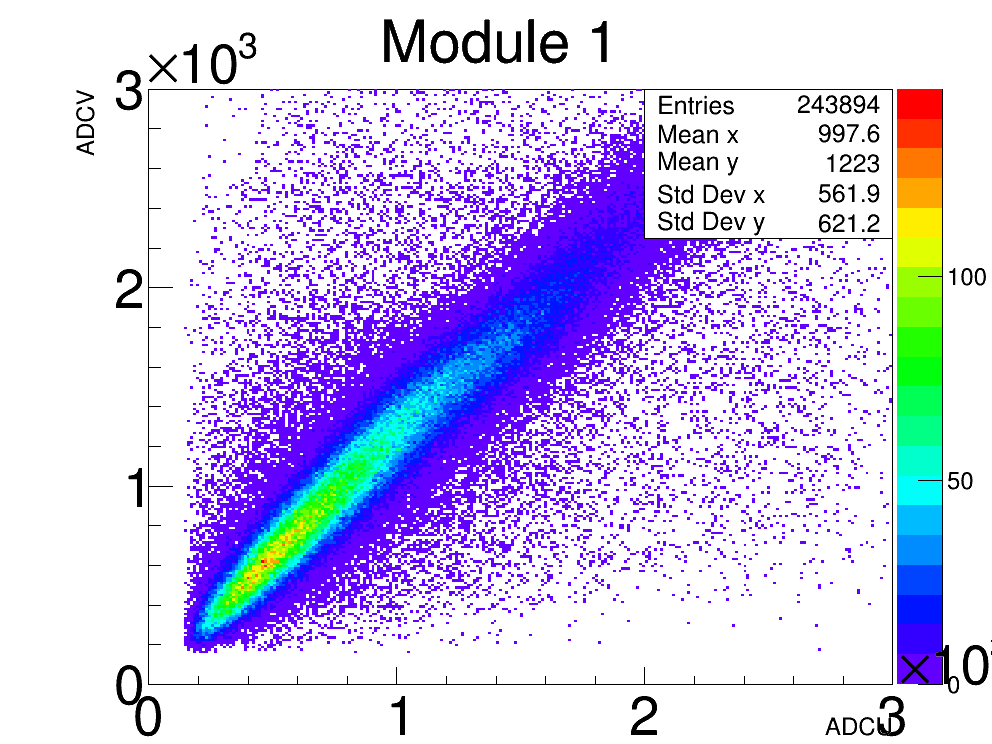 Module 1
×10³
ADCV
3
2
1
0
Entries 243894
Mean x 997.6
Mean y 1223
Std Dev x 561.9
Std Dev y 621.2
100
50
0
0 1 2 3
ADCU
×10